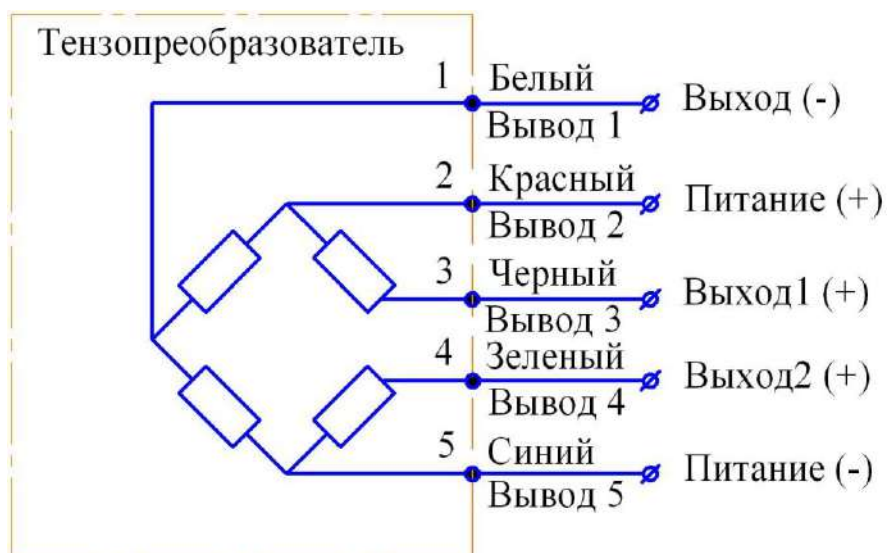 Тензопреобразователь
1 Белый
Вывод 1
Выход (-)
2 Красный
Вывод 2
Питание (+)
3 Черный
Вывод 3
Выход1 (+)
4 Зеленый
Вывод 4
Выход2 (+)
5 Синий
Вывод 5
Питание (-)